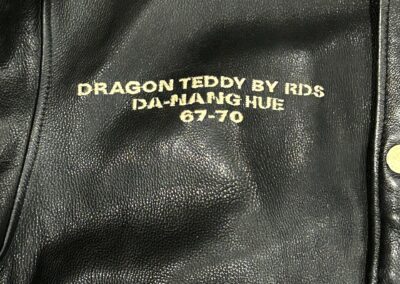 DRAGON TEDDY BY RDS
DA-NANG HUE
67-70